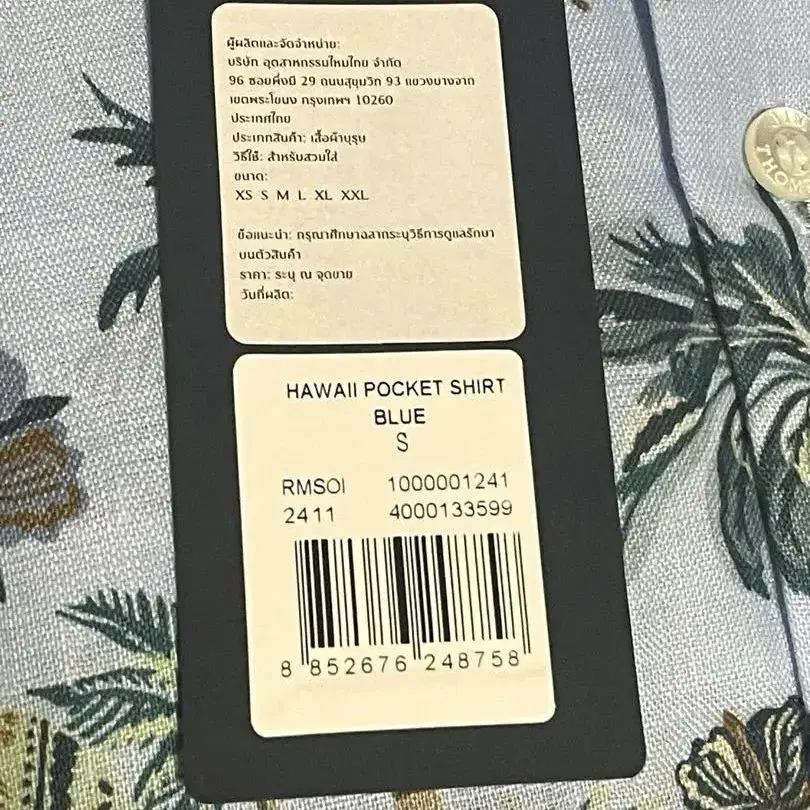 ผู้ผลิตและจัดจำหน่าย:
บริษัท อุตสาหกรรมไหมไทย จำกัด
96 ซอยผึ่งมี 29 ถนนสุขุมวิท 93 แขวงบางจาก
เขตพระโขนง กรุงเทพฯ 10260
ประเทศไทย
ประเภทสินค้า: เสื้อผ้าบุรุษ
วิธีใช้: สำหรับสวมใส่
ขนาด:
XS S M L XL XXL
ข้อแนะนำ: กรุณาศึกษาฉลากระบุวิธีการดูแลรักษา
บนตัวสินค้า
ราคา: ระบุ ณ จุดขาย
วันที่ผลิต:
HAWAII POCKET SHIRT
BLUE
S
RMSOI 1000001241
2411 4000133599
8 852676 248758